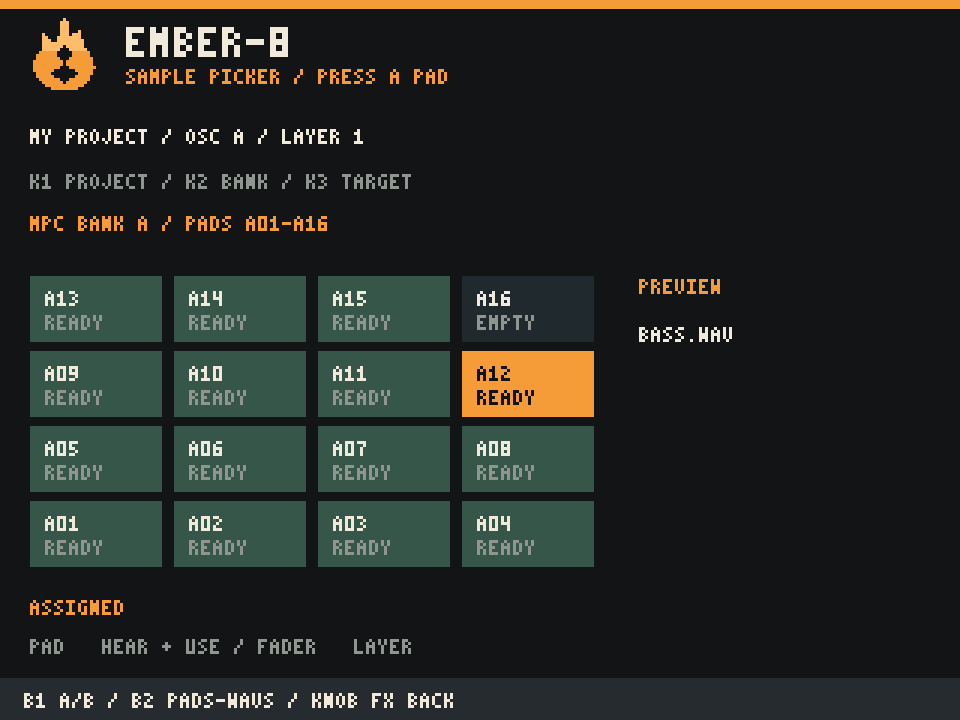 EMBER-8
SAMPLE PICKER / PRESS A PAD
MY PROJECT / OSC A / LAYER 1
K1 PROJECT / K2 BANK / K3 TARGET
MPC BANK A / PADS A01-A16
A13 A14 A15 A16
READY READY READY EMPTY
A09 A10 A11 A12
READY READY READY READY
A05 A06 A07 A08
READY READY READY READY
A01 A02 A03 A04
READY READY READY READY
PREVIEW
BASS.WAV
ASSIGNED
PAD HEAR + USE / FADER LAYER
B1 A/B / B2 PADS-WAVS / KNOB FX BACK